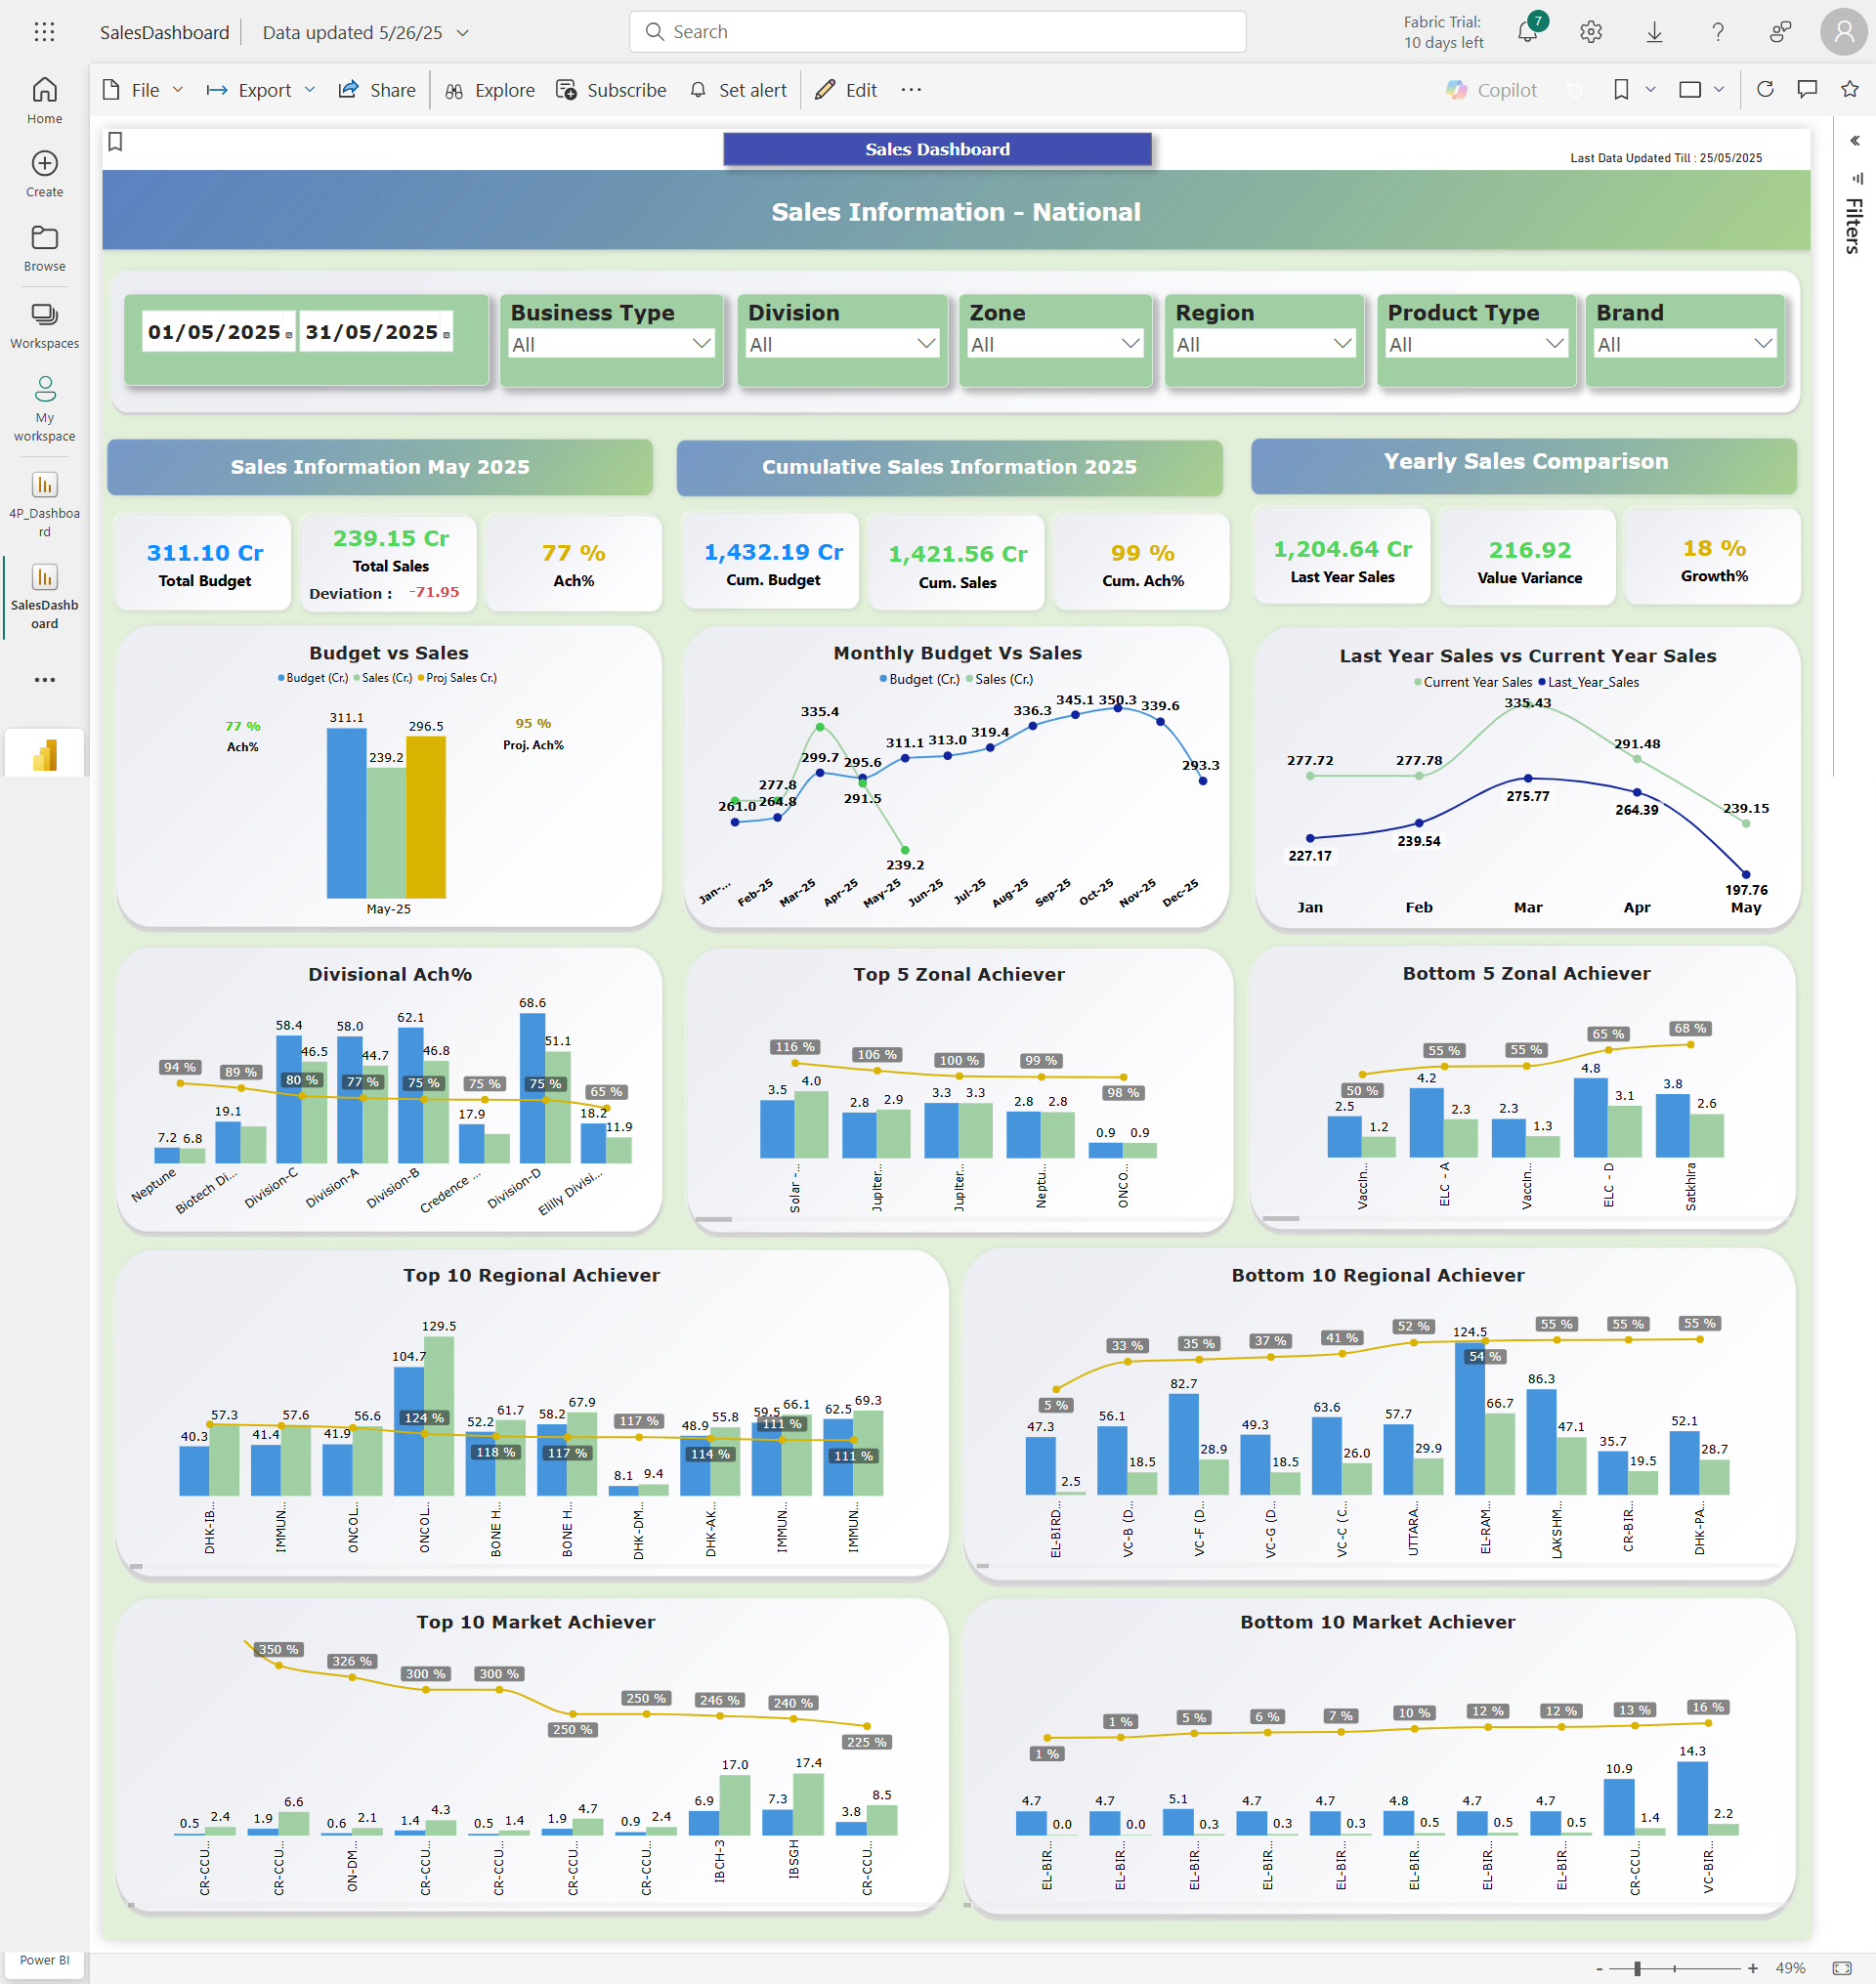 SalesDashboard
Data updated 5/26/25
Search
Fabric Trial:
10 days left
7
File
Export
Share
Explore
Subscribe
Set alert
Edit
Copilot
Home
Create
Browse
Workspaces
My
workspace
4P_Dashboa
rd
SalesDashb
oard
Power BI
Filters
Sales Dashboard
Last Data Updated Till : 25/05/2025
Sales Information - National
01/05/2025 31/05/2025
Business Type
All
Division
All
Zone
All
Region
All
Product Type
All
Brand
All
Sales Information May 2025
Cumulative Sales Information 2025
Yearly Sales Comparison
311.10 Cr
Total Budget
239.15 Cr
Total Sales
Deviation : -71.95
77 %
Ach%
1,432.19 Cr
Cum. Budget
1,421.56 Cr
Cum. Sales
99 %
Cum. Ach%
1,204.64 Cr
Last Year Sales
216.92
Value Variance
18 %
Growth%
Budget vs Sales
Budget (Cr.) Sales (Cr.) Proj Sales Cr.)
77 %
Ach%
311.1 239.2 296.5
95 %
Proj. Ach%
May-25
Monthly Budget Vs Sales
Budget (Cr.) Sales (Cr.)
335.4
277.8
261.0 264.8 299.7 295.6 311.1 313.0 319.4 336.3 345.1 350.3 339.6 293.3
291.5
239.2
Jan-... Feb-25 Mar-25 Apr-25 May-25 Jun-25 Jul-25 Aug-25 Sep-25 Oct-25 Nov-25 Dec-25
Last Year Sales vs Current Year Sales
Current Year Sales Last_Year_Sales
277.72 277.78 335.43 291.48 239.15
227.17 239.54 275.77 264.39 197.76
Jan Feb Mar Apr May
Divisional Ach%
94 % 89 % 80 % 77 % 75 % 75 % 75 % 65 %
7.2 6.8 19.1 58.4 46.5 58.0 44.7 62.1 46.8 17.9 68.6 51.1 18.2 11.9
Neptune Biotech Di... Division-C Division-A Division-B Credence ... Division-D Elilly Divisi...
Top 5 Zonal Achiever
116 % 106 % 100 % 99 % 98 %
3.5 4.0 2.8 2.9 3.3 3.3 2.8 2.8 0.9 0.9
Solar -... Jupiter... Jupiter... Neptu... ONCO...
Bottom 5 Zonal Achiever
50 % 55 % 55 % 65 % 68 %
2.5 1.2 4.2 2.3 2.3 1.3 4.8 3.1 3.8 2.6
Vaccin... ELC - A Vaccin... ELC - D Satkhira
Top 10 Regional Achiever
124 % 118 % 117 % 117 % 114 % 111 % 111 %
40.3 57.3 41.4 57.6 41.9 56.6 104.7 129.5 52.2 61.7 58.2 67.9 8.1 9.4 48.9 55.8 59.5 66.1 62.5 69.3
DHK-IB... IMMUN... ONCOL... ONCOL... BONE H... BONE H... DHK-DM... DHK-AK... IMMUN... IMMUN...
Bottom 10 Regional Achiever
5 % 33 % 35 % 37 % 41 % 52 % 54 % 55 % 55 % 55 %
47.3 2.5 56.1 18.5 82.7 28.9 49.3 18.5 63.6 26.0 57.7 29.9 124.5 66.7 86.3 47.1 35.7 19.5 52.1 28.7
EL-BIRD... VC-B (D... VC-F (D... VC-G (D... VC-C (C... UTTARA... EL-RAM... LAKSHM... CR-BIR... DHK-PA...
Top 10 Market Achiever
350 % 326 % 300 % 300 % 250 % 250 % 246 % 240 % 225 %
0.5 2.4 1.9 6.6 0.6 2.1 1.4 4.3 0.5 1.4 1.9 4.7 0.9 2.4 6.9 17.0 7.3 17.4 3.8 8.5
CR-CCU... CR-CCU... ON-DM... CR-CCU... CR-CCU... CR-CCU... CR-CCU... IBCH-3 IBSGH CR-CCU...
Bottom 10 Market Achiever
1 % 1 % 5 % 6 % 7 % 10 % 12 % 12 % 13 % 16 %
4.7 0.0 4.7 0.0 5.1 0.3 4.7 0.3 4.7 0.3 4.8 0.5 4.7 0.5 4.7 0.5 10.9 1.4 14.3 2.2
EL-BIR... EL-BIR... EL-BIR... EL-BIR... EL-BIR... EL-BIR... EL-BIR... EL-BIR... CR-CCU... VC-BIR...
- + 49%